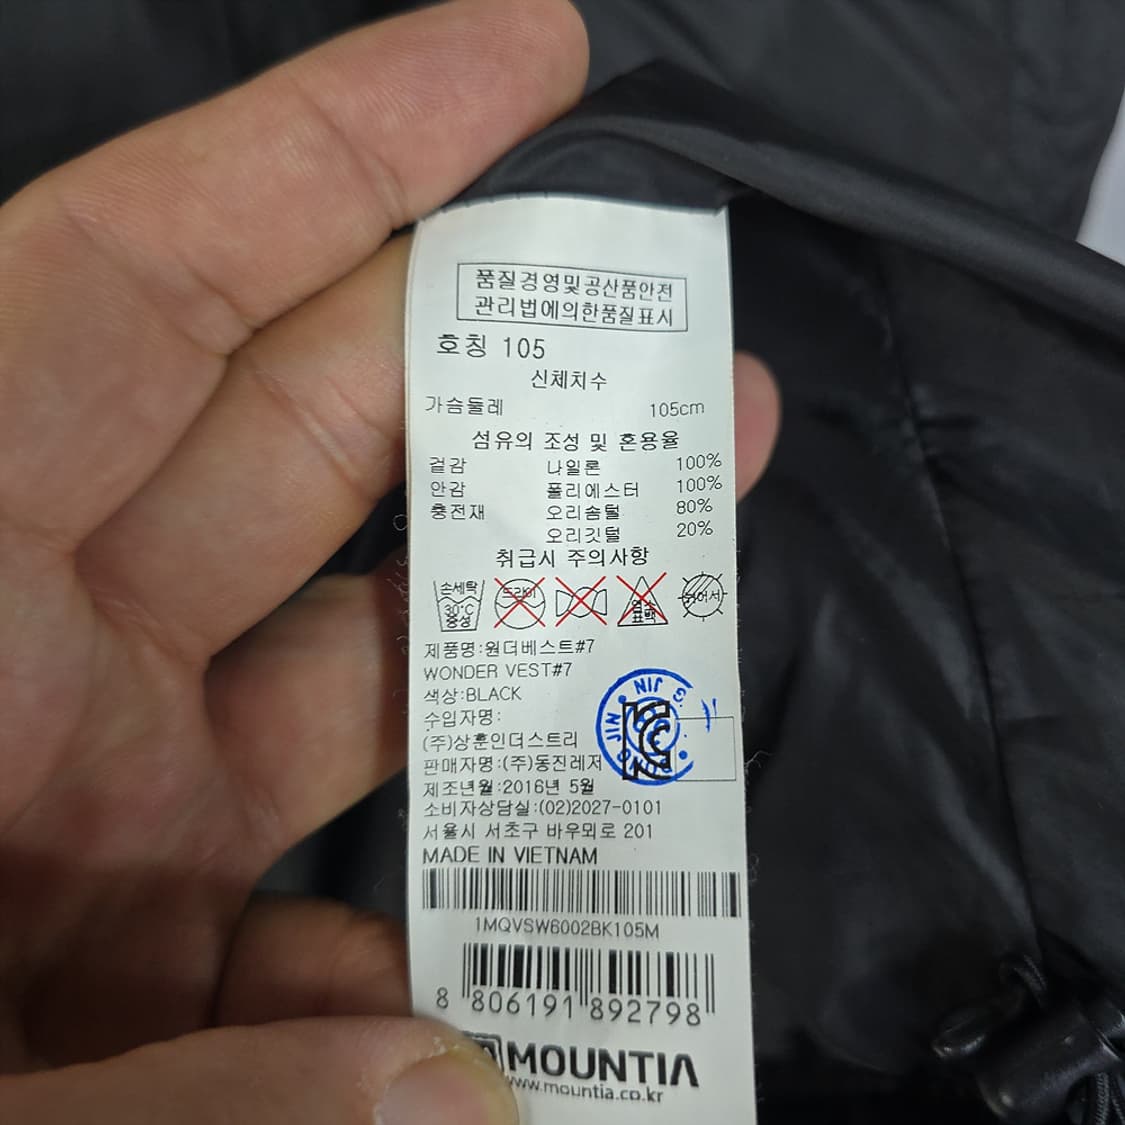 품질경영및공산품안전
관리법에의한품질표시
호칭 105
신체치수
가슴둘레 105cm
섬유의 조성 및 혼용율
겉감 나일론 100%
안감 폴리에스터 100%
충전재 오리솜털 80%
오리깃털 20%
취급시 주의사항
손세탁 30℃ 중성
드라이
염소 표백
뉘어서
제품명:원더베스트#7
WONDER VEST#7
색상:BLACK
수입자명:
(주)상훈인더스트리
판매자명:(주)동진레저
제조년월:2016년 5월
소비자상담실:(02)2027-0101
서울시 서초구 바우뫼로 201
MADE IN VIETNAM
1MQVSW6002BK105M
8 806191 892798
MOUNTIA
www.mountia.co.kr